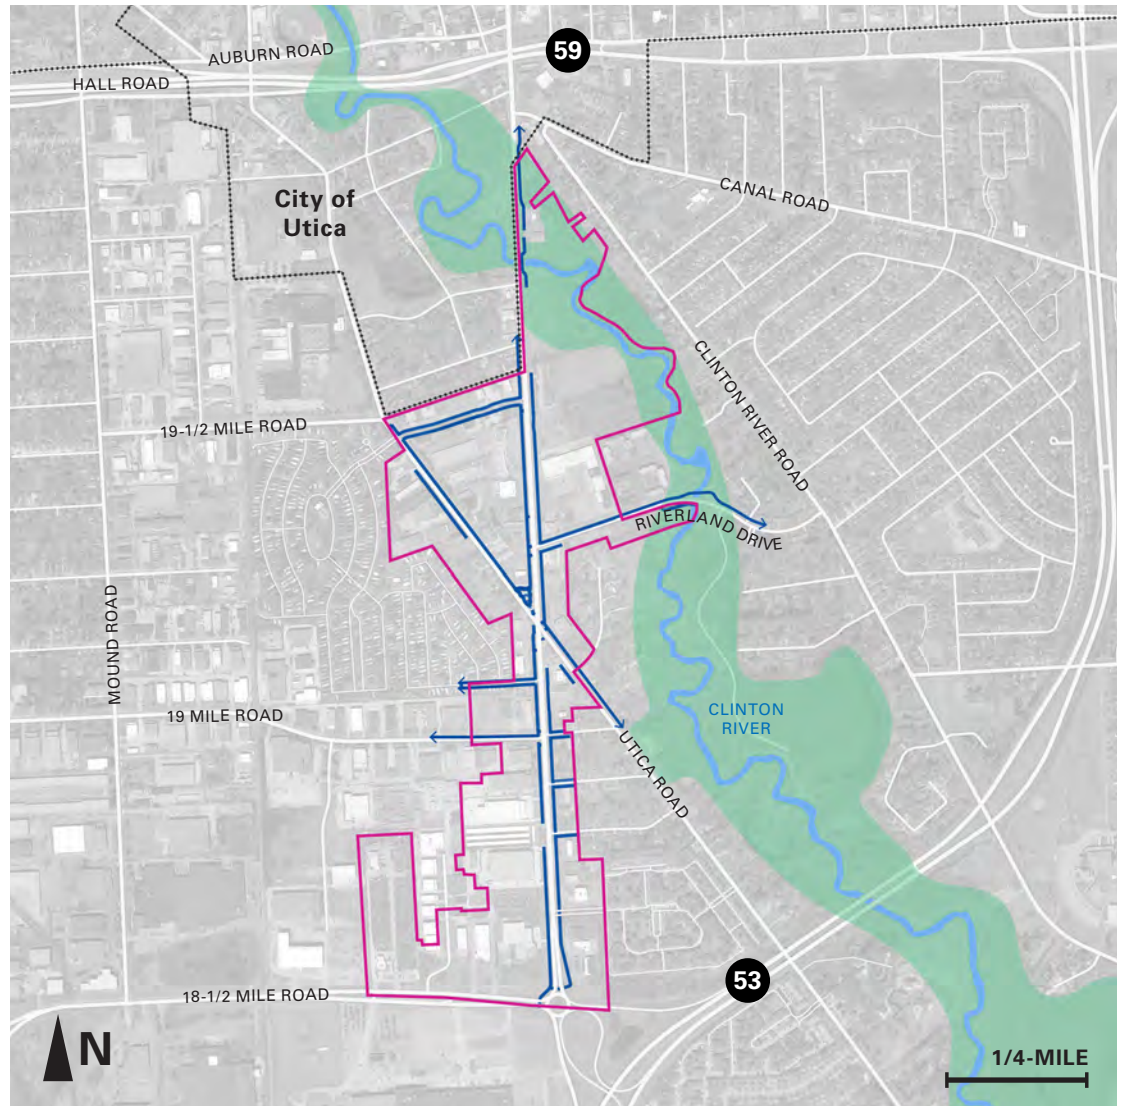 59
AUBURN ROAD
HALL ROAD
City of
Utica
CANAL ROAD
CLINTON RIVER ROAD
19-1/2 MILE ROAD
RIVERLAND DRIVE
MOUND ROAD
19 MILE ROAD
CLINTON
RIVER
UTICA ROAD
53
18-1/2 MILE ROAD
N
1/4-MILE